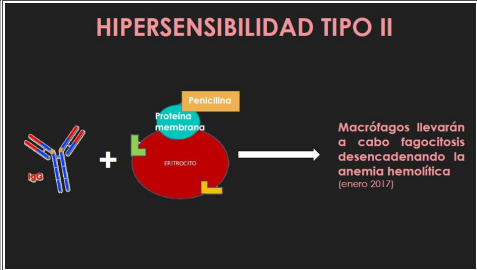 HIPERSENSIBILIDAD TIPO II
Penicilina
Proteína
membrana
ERITROCITO
IgG
+
Macrófagos llevarán
a cabo fagocitosis
desencadenando la
anemia hemolítica
(enero 2017)